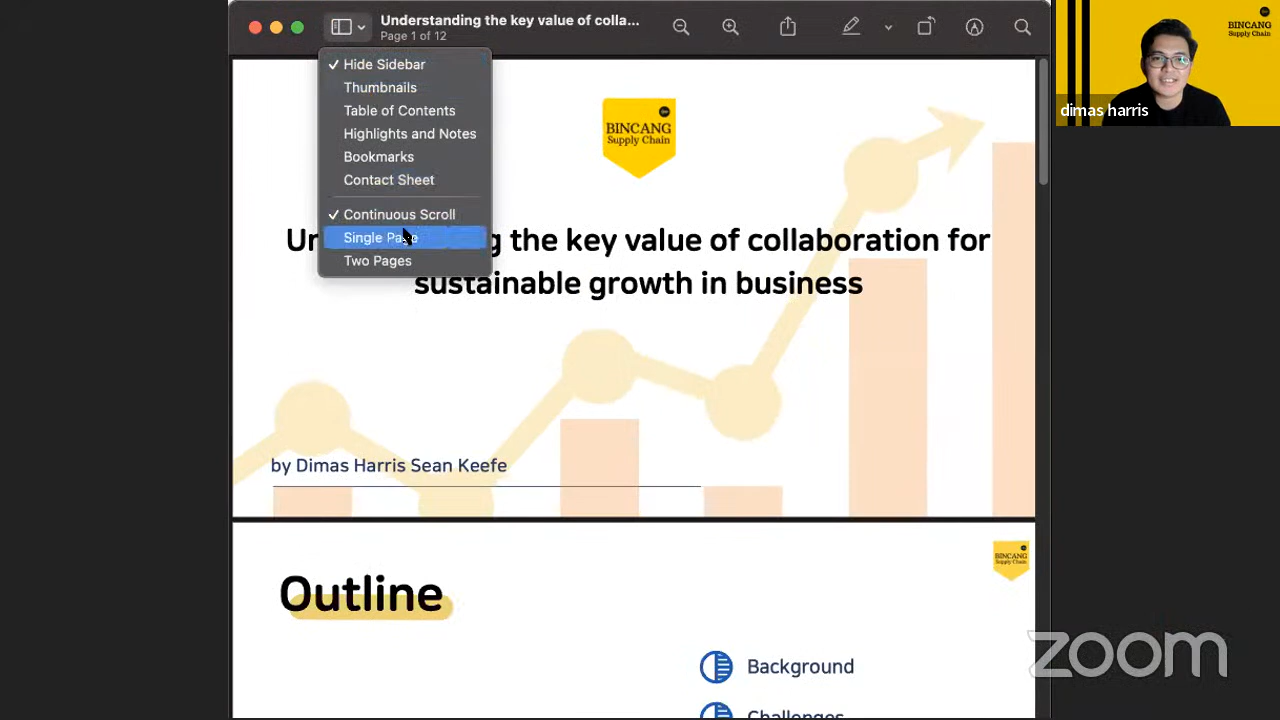 Understanding the key value of colla...
Page 1 of 12
✓ Hide Sidebar
Thumbnails
Table of Contents
Highlights and Notes
Bookmarks
Contact Sheet
✓ Continuous Scroll
Single Page
Two Pages
BINCANG
Supply Chain
dimas harris
BINCANG
Supply Chain
the key value of collaboration for
sustainable growth in business
by Dimas Harris Sean Keefe
BINCANG
Supply Chain
Outline
Background
Challenges
zoom